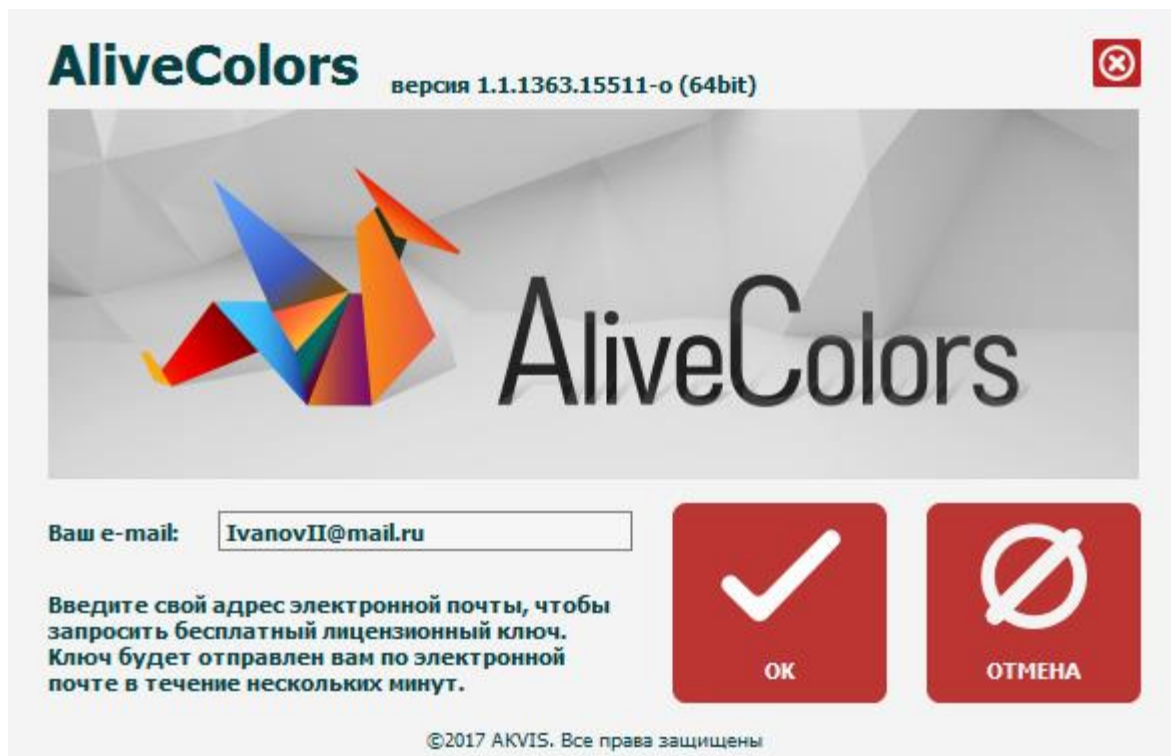 AliveColors
версия 1.1.1363.15511-o (64bit)
AliveColors
Ваш e-mail:
IvanovII@mail.ru
Введите свой адрес электронной почты, чтобы
запросить бесплатный лицензионный ключ.
Ключ будет отправлен вам по электронной
почте в течение нескольких минут.
ОК
ОТМЕНА
©2017 AKVIS. Все права защищены